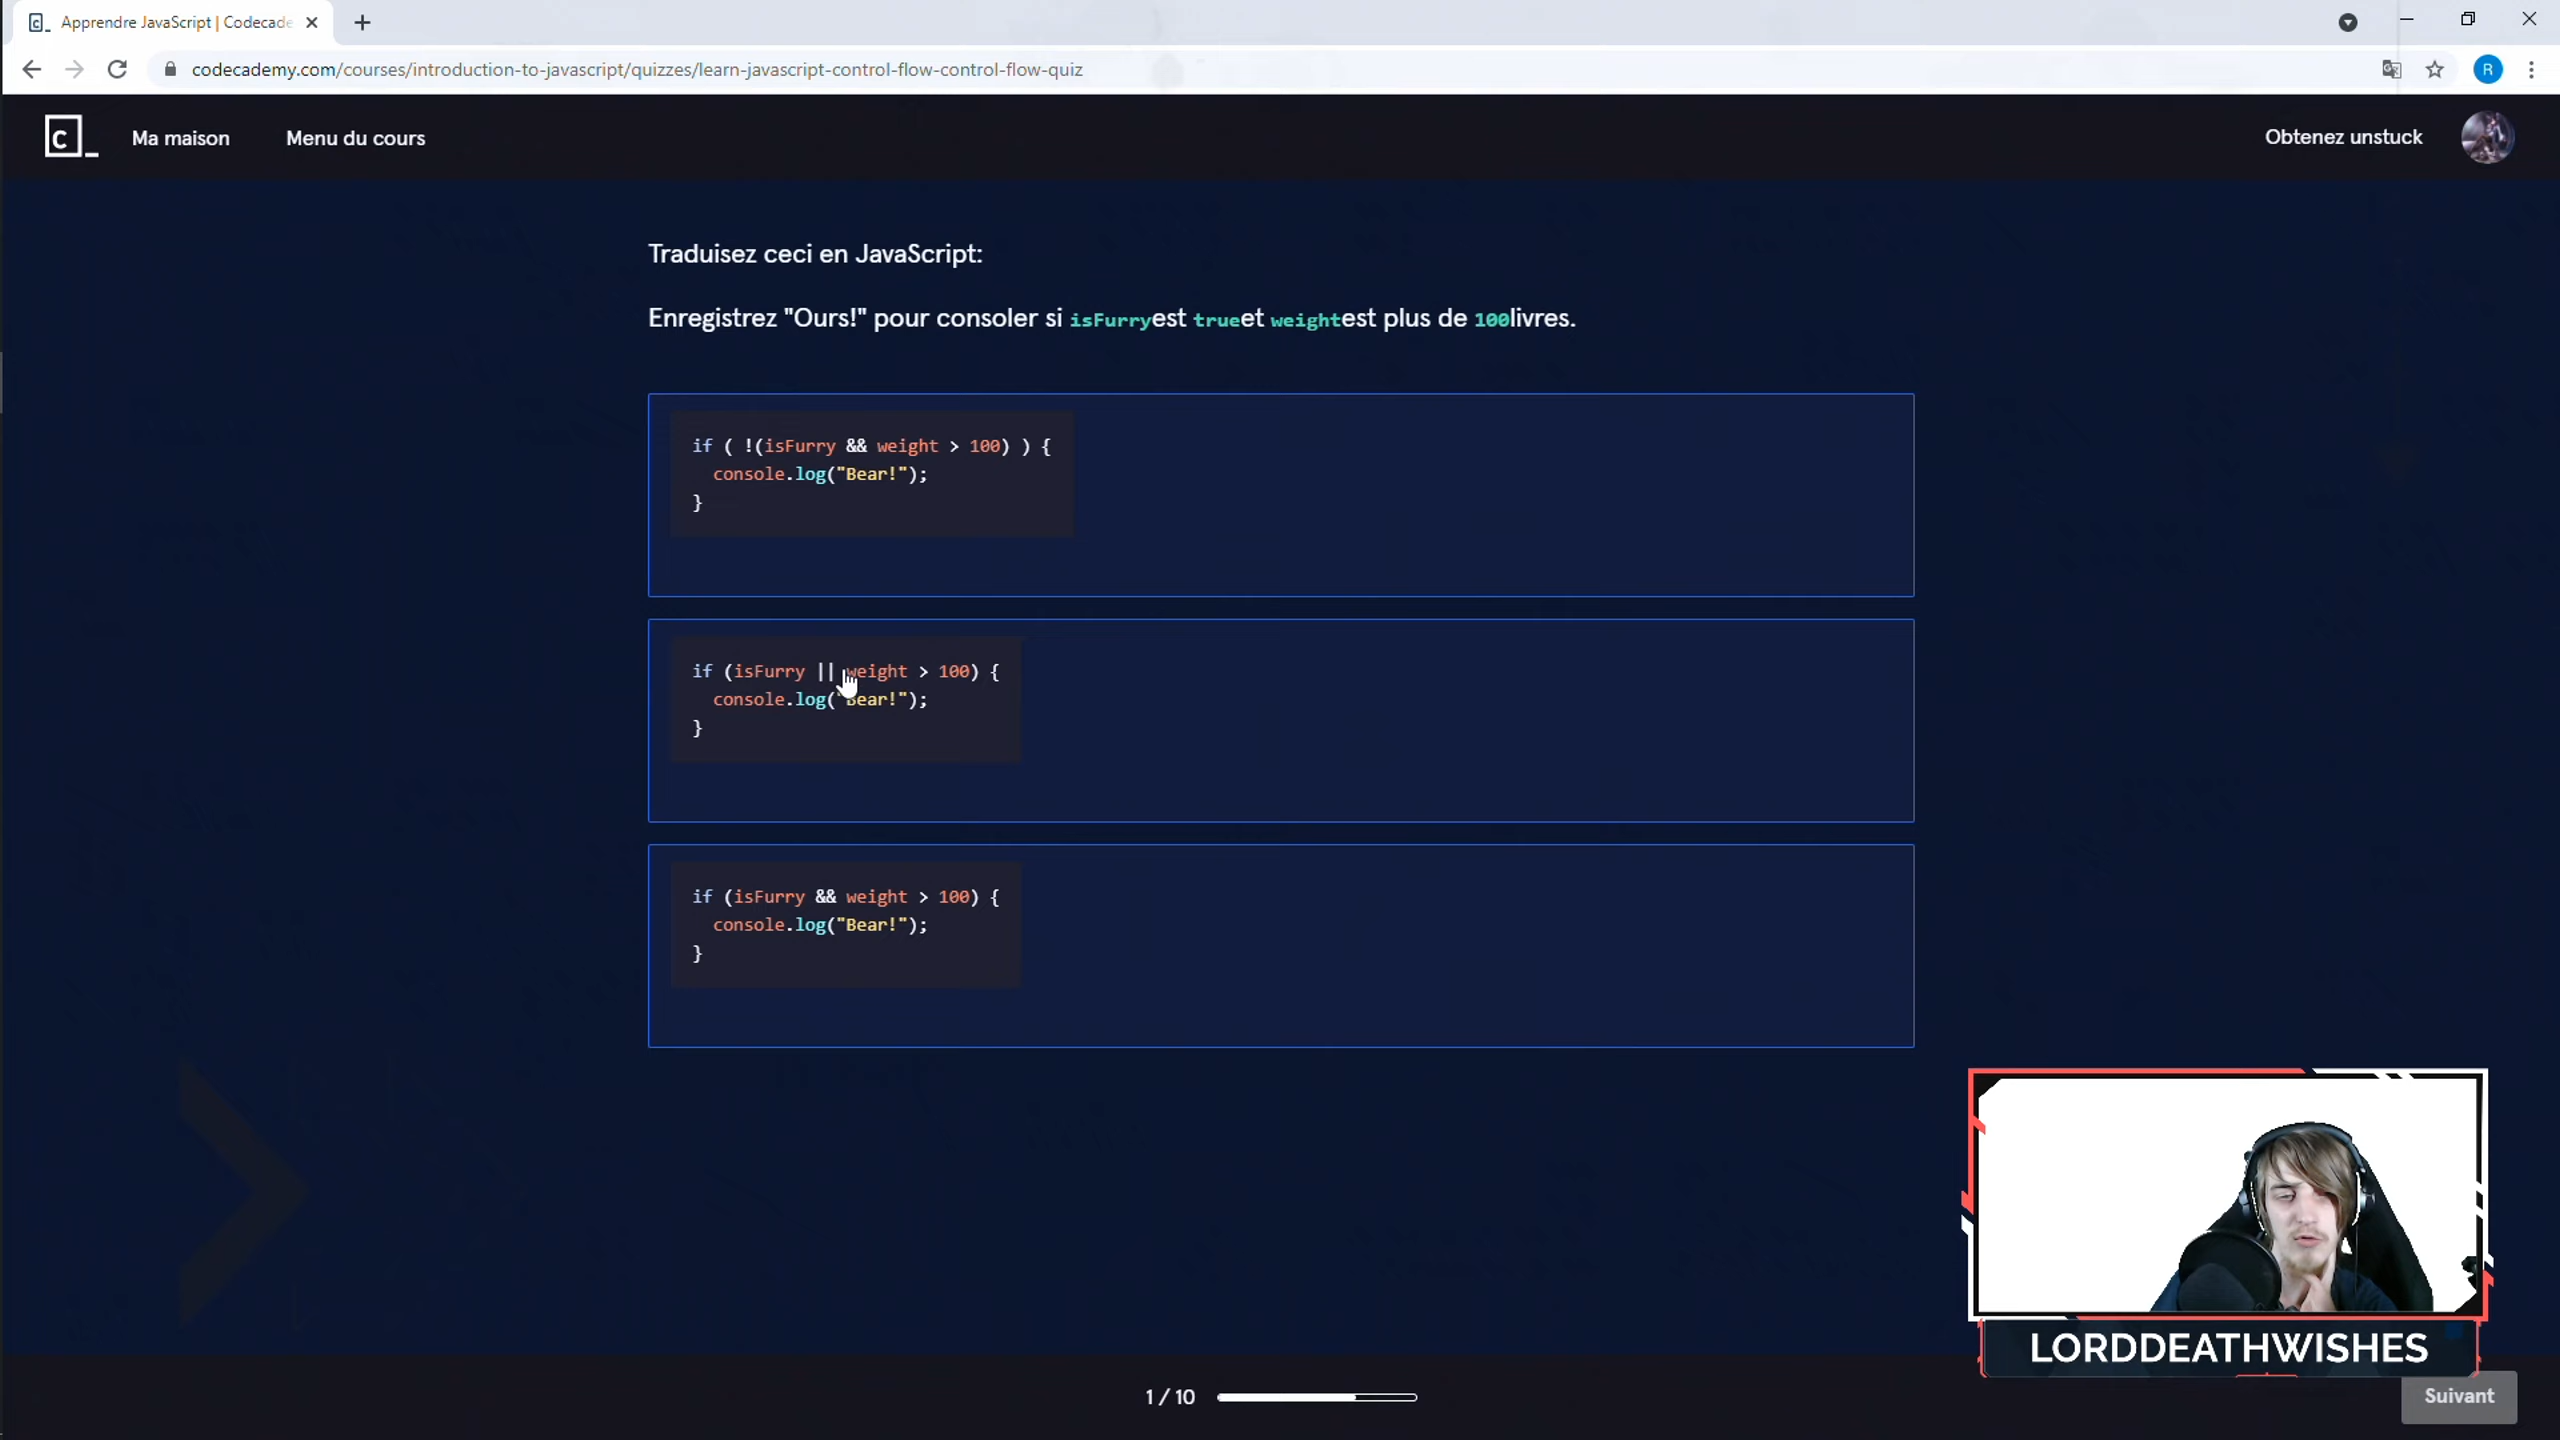 Apprendre JavaScript | Codecade
codecademy.com/courses/introduction-to-javascript/quizzes/learn-javascript-control-flow-control-flow-quiz
R
c_
Ma maison
Menu du cours
Obtenez unstuck
Traduisez ceci en JavaScript:
Enregistrez "Ours!" pour consoler si isFurryest trueet weightest plus de 100livres.
if ( !(isFurry && weight > 100) ) {
console.log("Bear!");
}
if (isFurry || weight > 100) {
console.log("Bear!");
}
if (isFurry && weight > 100) {
console.log("Bear!");
}
LORDDEATHWISHES
1 / 10
Suivant